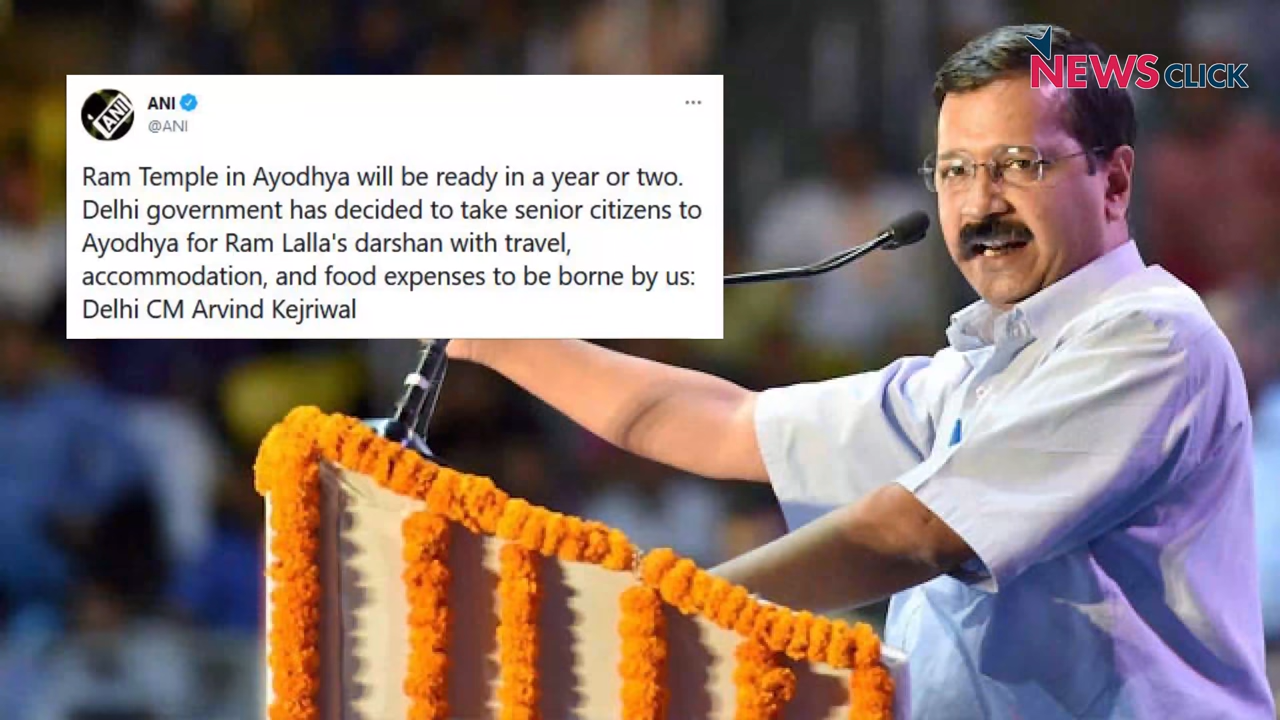 NEWSCLICK
ANI
@ANI
Ram Temple in Ayodhya will be ready in a year or two.
Delhi government has decided to take senior citizens to
Ayodhya for Ram Lalla's darshan with travel,
accommodation, and food expenses to be borne by us:
Delhi CM Arvind Kejriwal